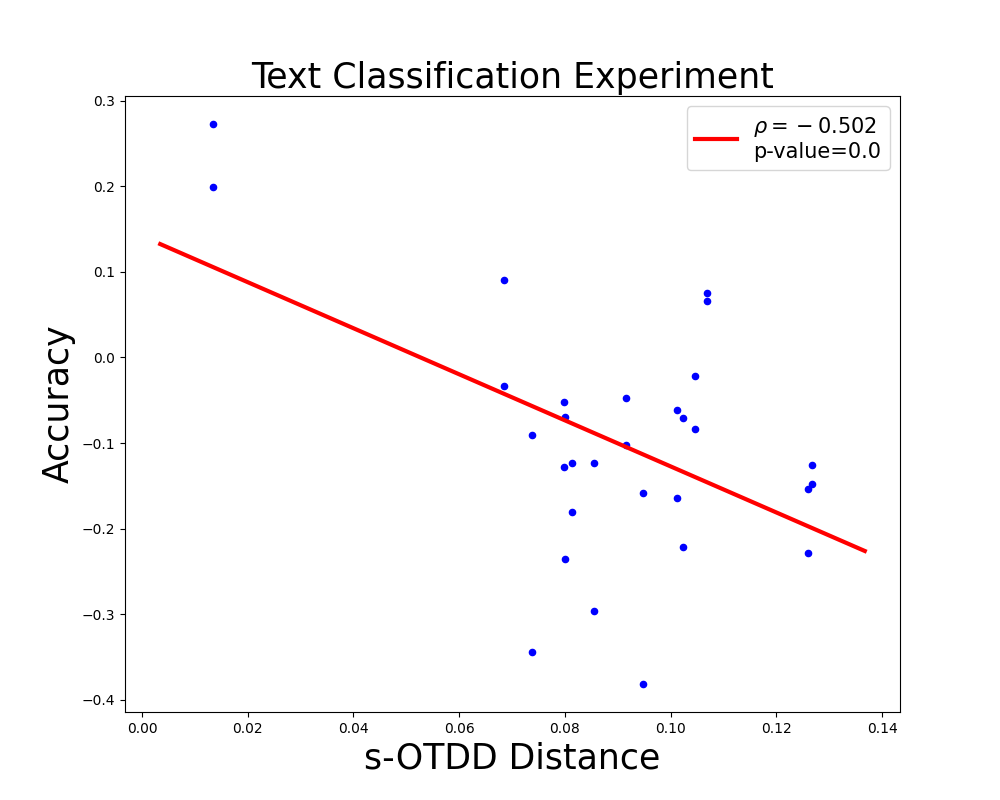 Text Classification Experiment
ρ = −0.502
p-value=0.0
Accuracy
0.3
0.2
0.1
0.0
−0.1
−0.2
−0.3
−0.4
0.00 0.02 0.04 0.06 0.08 0.10 0.12 0.14
s-OTDD Distance